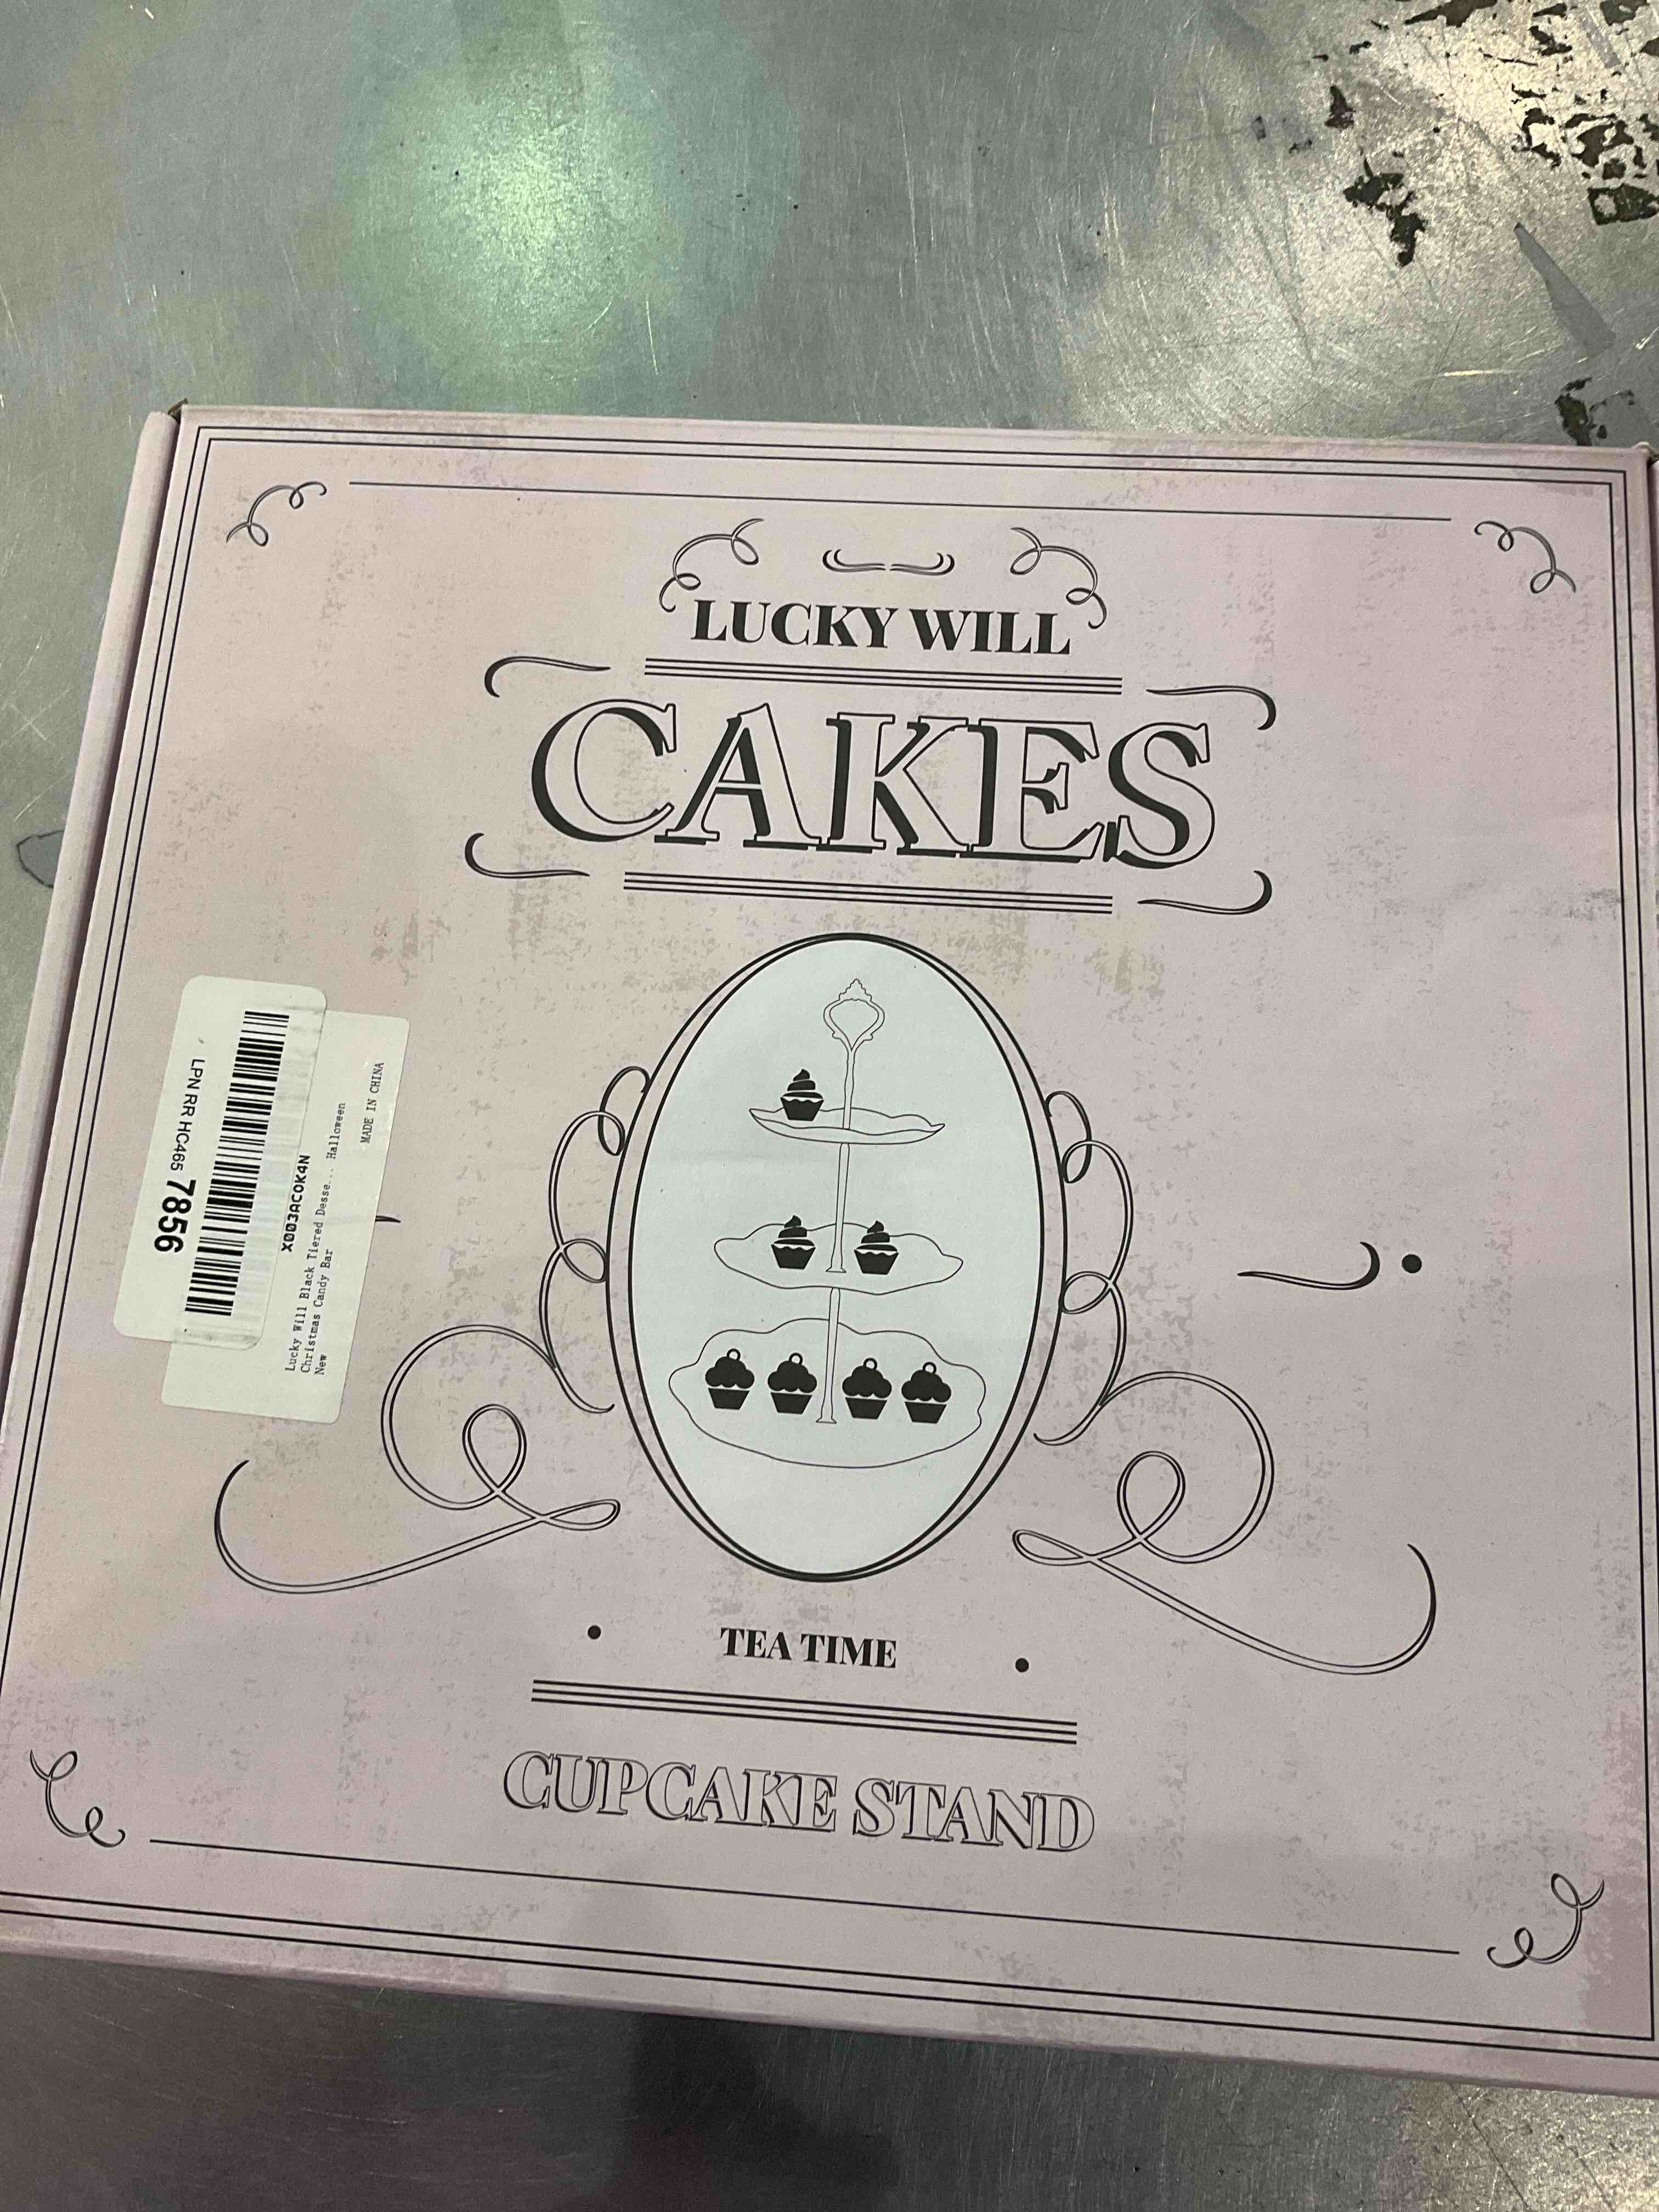 LUCKY WILL
CAKES
LPN RR HC465 7856
X003AC0K4N
Lucky Will Black Tiered Desse... Halloween
Christmas Candy Bar
New
MADE IN CHINA
TEA TIME
CUPCAKE STAND